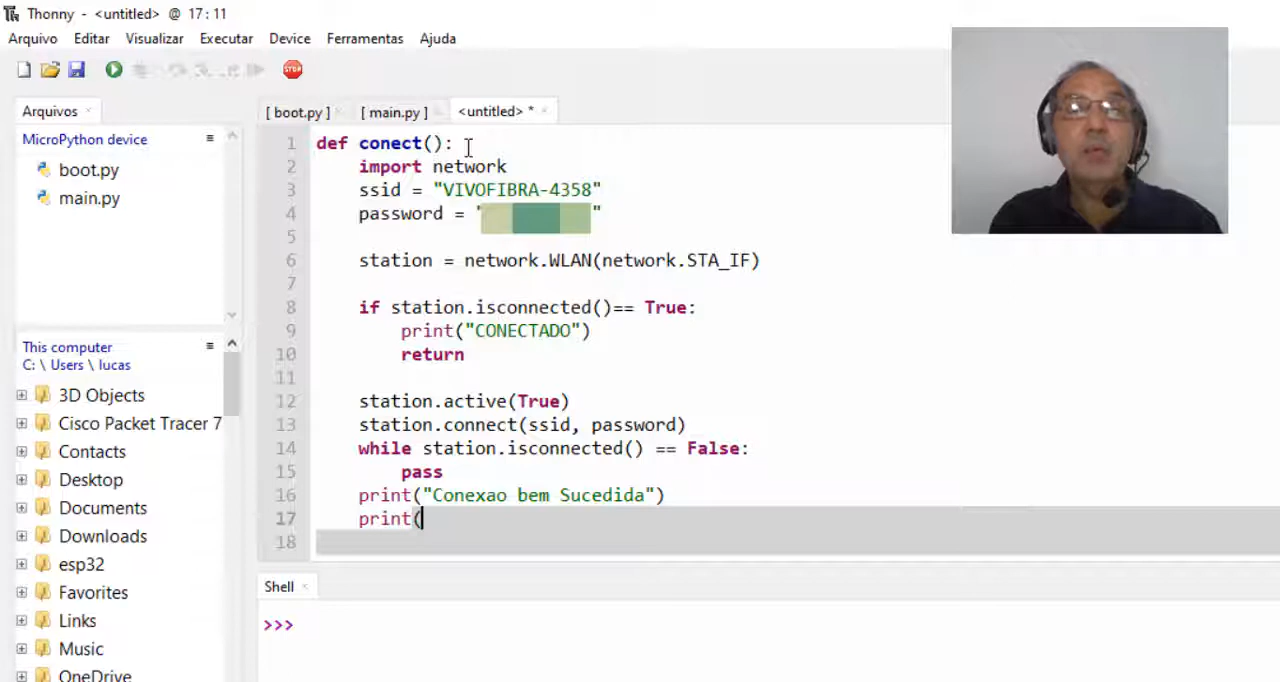 Thonny - <untitled> @ 17 : 11
Arquivo Editar Visualizar Executar Device Ferramentas Ajuda
STOP
Arquivos
MicroPython device
boot.py
main.py
This computer
C: \ Users \ lucas
3D Objects
Cisco Packet Tracer 7
Contacts
Desktop
Documents
Downloads
esp32
Favorites
Links
Music
OneDrive
[ boot.py ] [ main.py ] <untitled> *
1 def conect():
2 import network
3 ssid = "VIVOFIBRA-4358"
4 password = " "
5
6 station = network.WLAN(network.STA_IF)
7
8 if station.isconnected()== True:
9 print("CONECTADO")
10 return
11
12 station.active(True)
13 station.connect(ssid, password)
14 while station.isconnected() == False:
15 pass
16 print("Conexao bem Sucedida")
17 print(
18
Shell
>>>